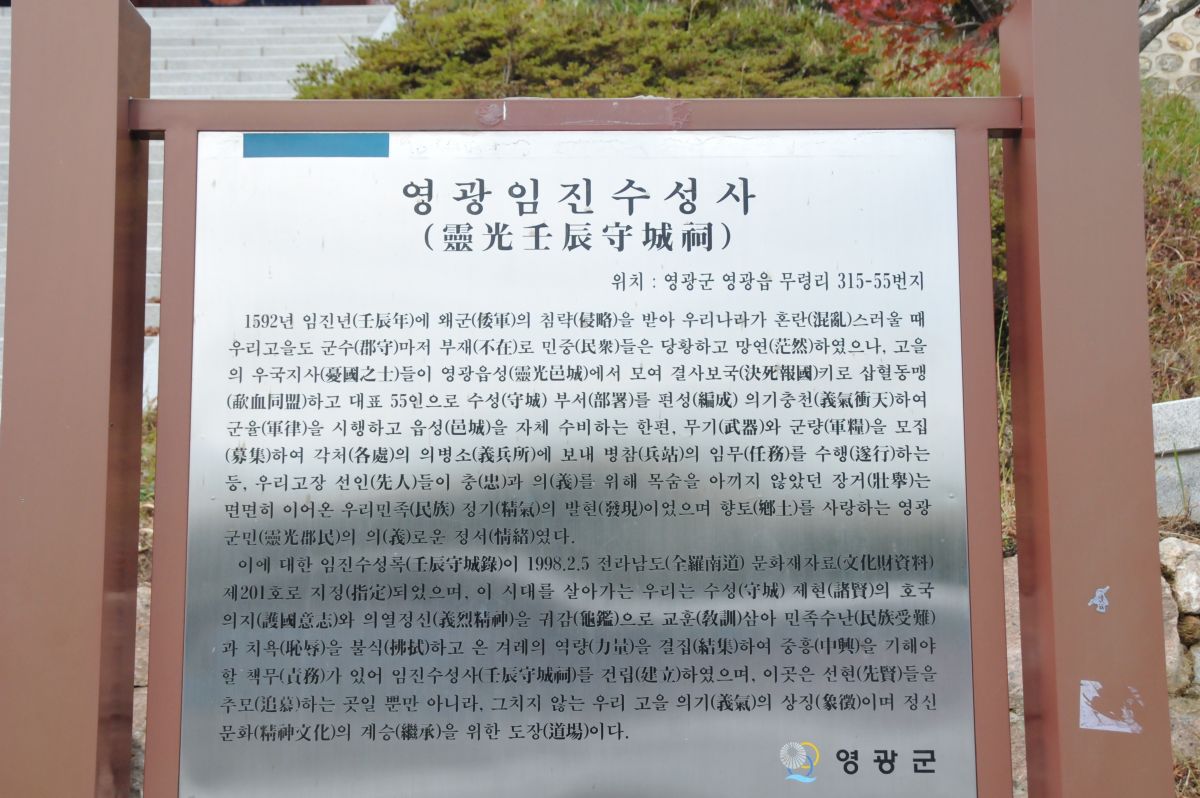 영광임진수성사
(靈光壬辰守城祠)
위치 : 영광군 영광읍 무령리 315-55번지
1592년 임진년(壬辰年)에 왜군(倭軍)의 침략(侵略)을 받아 우리나라가 혼란(混亂)스러울 때
우리고을도 군수(郡守)마저 부재(不在)로 민중(民衆)들은 당황하고 망연(茫然)하였으나, 고을
의 우국지사(憂國之士)들이 영광읍성(靈光邑城)에서 모여 결사보국(決死報國)키로 삽혈동맹
(歃血同盟)하고 대표 55인으로 수성(守城) 부서(部署)를 편성(編成) 의기충천(義氣衝天)하여
군율(軍律)을 시행하고 읍성(邑城)을 자체 수비하는 한편, 무기(武器)와 군량(軍糧)을 모집
(募集)하여 각처(各處)의 의병소(義兵所)에 보내 병참(兵站)의 임무(任務)를 수행(遂行)하는
등, 우리고장 선인(先人)들이 충(忠)과 의(義)를 위해 목숨을 아끼지 않았던 장거(壯擧)는
면면히 이어온 우리민족(民族) 정기(精氣)의 발현(發現)이었으며 향토(鄕土)를 사랑하는 영광
군민(靈光郡民)의 의(義)로운 정서(情緖)였다.
이에 대한 임진수성록(壬辰守城錄)이 1998.2.5 전라남도(全羅南道) 문화재자료(文化財資料)
제201호로 지정(指定)되었으며, 이 시대를 살아가는 우리는 수성(守城) 제현(諸賢)의 호국
의지(護國意志)와 의열정신(義烈精神)을 귀감(龜鑑)으로 교훈(敎訓)삼아 민족수난(民族受難)
과 치욕(恥辱)을 불식(拂拭)하고 온 겨레의 역량(力量)을 결집(結集)하여 중흥(中興)을 기해야
할 책무(責務)가 있어 임진수성사(壬辰守城祠)를 건립(建立)하였으며, 이곳은 선현(先賢)들을
추모(追慕)하는 곳일 뿐만 아니라, 그치지 않는 우리 고을 의기(義氣)의 상징(象徵)이며 정신
문화(精神文化)의 계승(繼承)을 위한 도장(道場)이다.
영광군